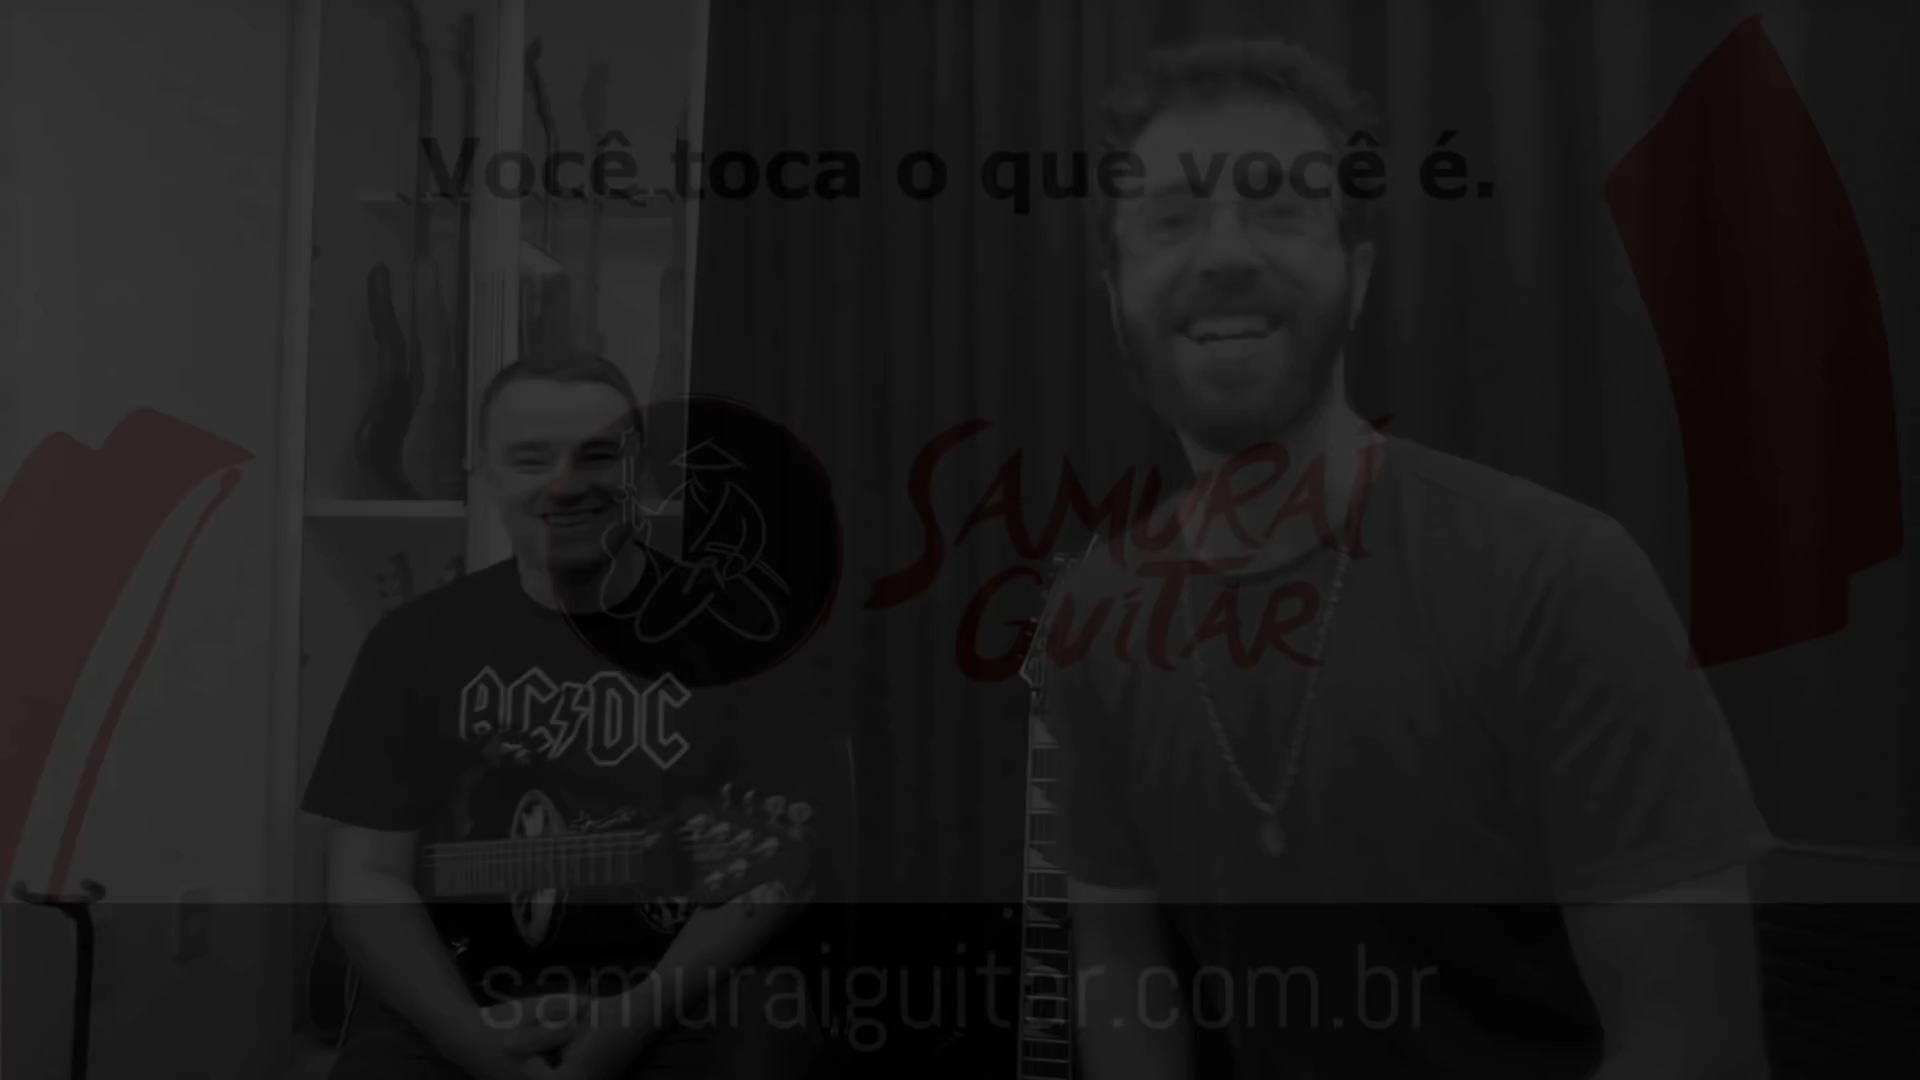 Você toca o que você é.
SAMURAI
GUITAR
AC/DC
samuraiguitar.com.br